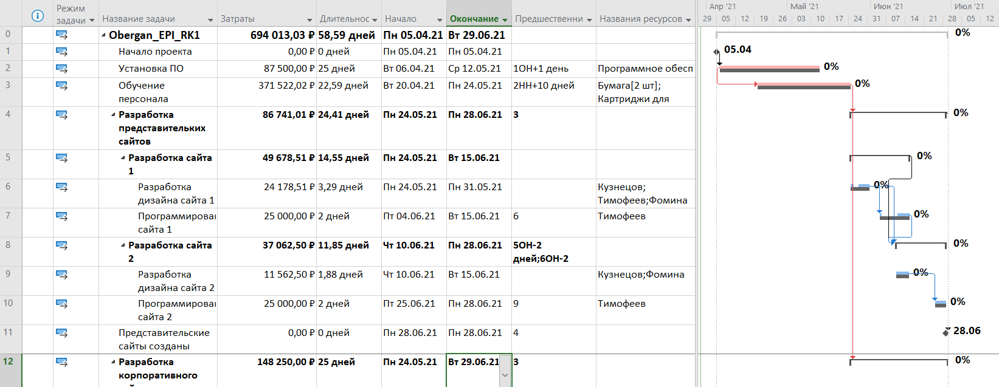 Режим задачи Название задачи Затраты Длительнос Начало Окончание Предшественни Названия ресурсов
Апр '21 Май '21 Июн '21 Июл '21
29 05 12 19 26 03 10 17 24 31 07 14 21 28 05 12
0 Obergan_EPI_RK1 694 013,03 ₽ 58,59 дней Пн 05.04.21 Вт 29.06.21 0%
1 Начало проекта 0,00 ₽ 0 дней Пн 05.04.21 Пн 05.04.21 05.04
2 Установка ПО 87 500,00 ₽ 25 дней Вт 06.04.21 Ср 12.05.21 1ОН+1 день Программное обесп 0%
3 Обучение 371 522,02 ₽ 22,59 дней Вт 20.04.21 Пн 24.05.21 2НН+10 дней Бумага[2 шт]; 0%
персонала Картриджи для
4 Разработка 86 741,01 ₽ 24,41 дней Пн 24.05.21 Пн 28.06.21 3 0%
представительких
сайтов
5 Разработка сайта 49 678,51 ₽ 14,55 дней Пн 24.05.21 Вт 15.06.21 0%
1
6 Разработка 24 178,51 ₽ 3,29 дней Пн 24.05.21 Пн 31.05.21 Кузнецов; 0%
дизайна сайта 1 Тимофеев;Фомина
7 Программирован 25 000,00 ₽ 2 дней Пт 04.06.21 Вт 15.06.21 6 Тимофеев 0%
сайта 1
8 Разработка сайта 37 062,50 ₽ 11,85 дней Чт 10.06.21 Пн 28.06.21 5ОН-2 0%
2 дней;6ОН-2
9 Разработка 11 562,50 ₽ 1,88 дней Чт 10.06.21 Вт 15.06.21 Кузнецов;Фомина 0%
дизайна сайта 2
10 Программирован 25 000,00 ₽ 2 дней Пт 25.06.21 Пн 28.06.21 9 Тимофеев 0%
сайта 2
11 Представительские 0,00 ₽ 0 дней Пн 28.06.21 Пн 28.06.21 4 28.06
сайты созданы
12 Разработка 148 250,00 ₽ 25 дней Пн 24.05.21 Вт 29.06.21 3 0%
корпоративного